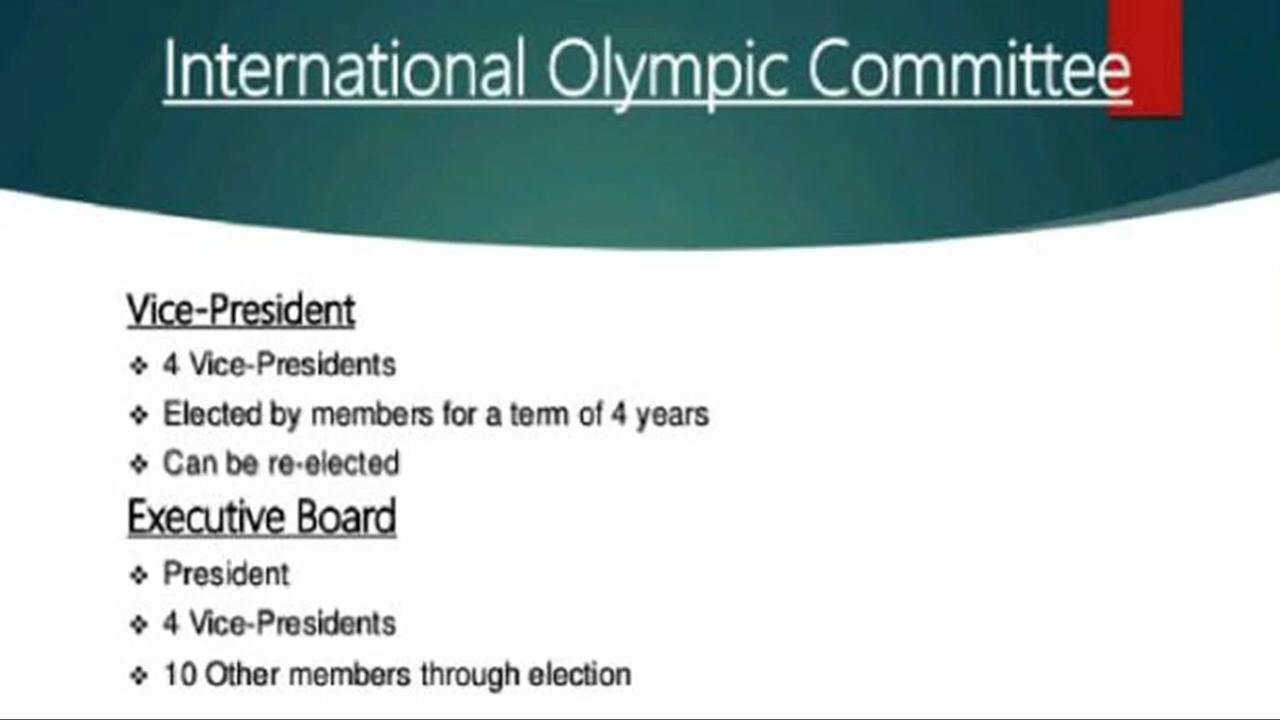 International Olympic Committee
Vice-President
❖ 4 Vice-Presidents
❖ Elected by members for a term of 4 years
❖ Can be re-elected
Executive Board
❖ President
❖ 4 Vice-Presidents
❖ 10 Other members through election